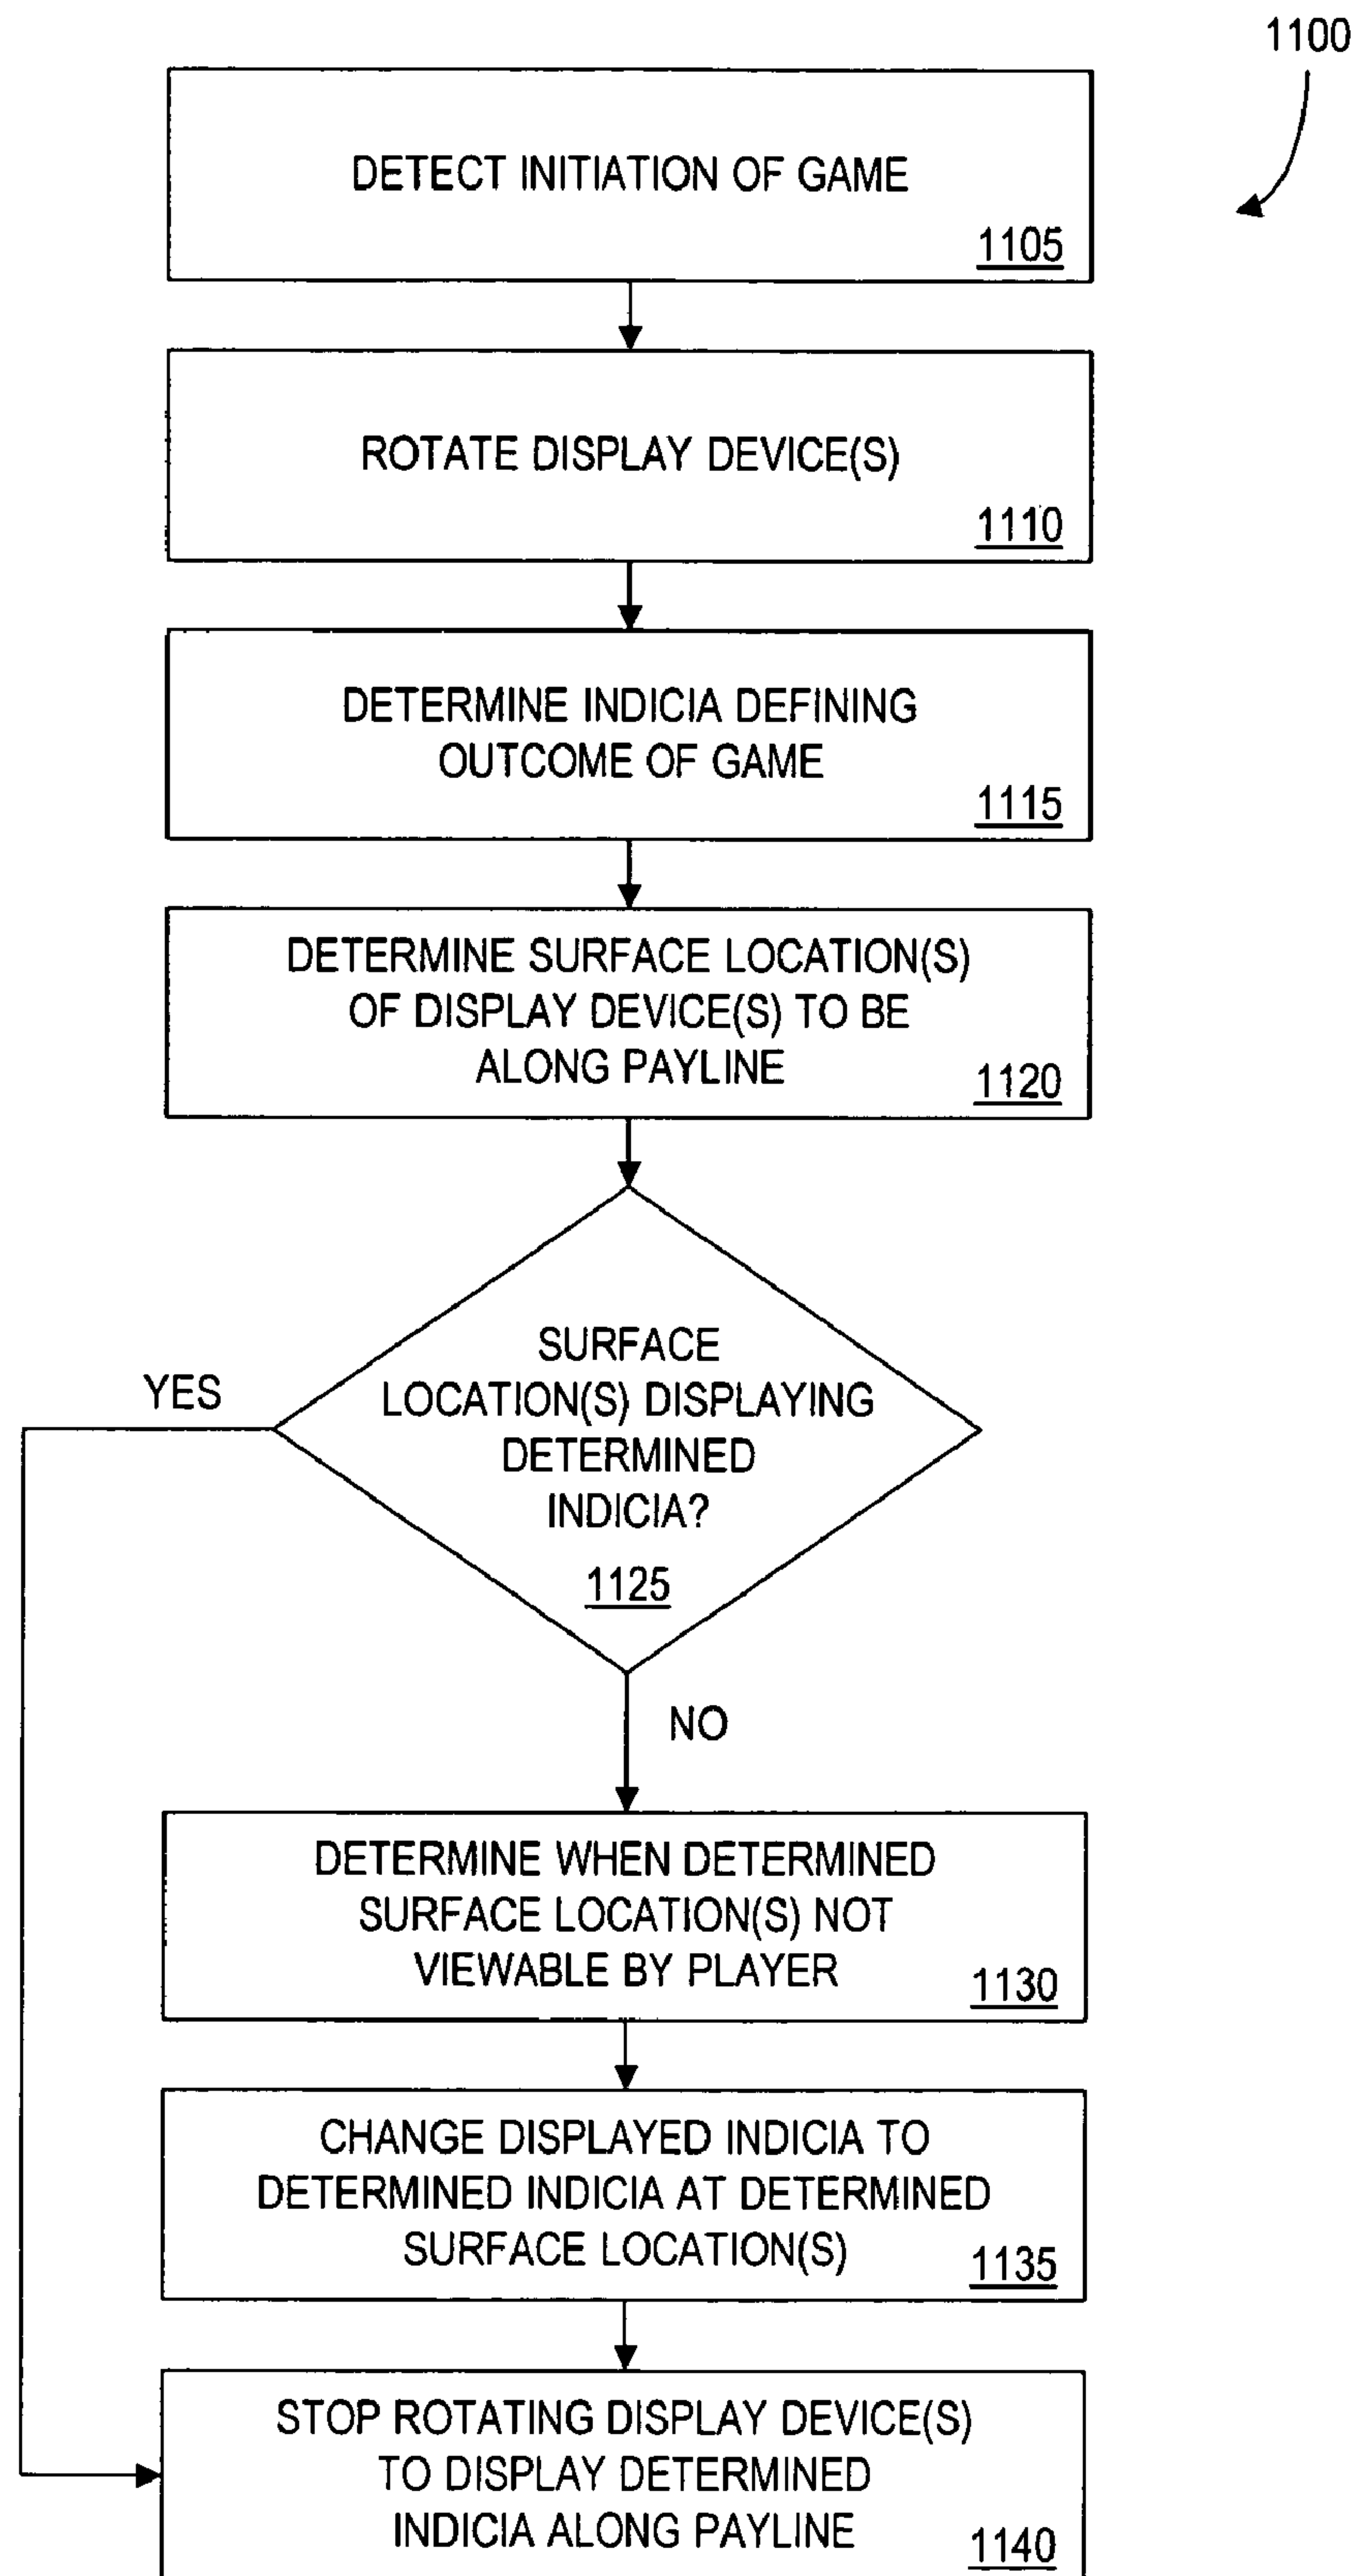 1100
DETECT INITIATION OF GAME
1105
ROTATE DISPLAY DEVICE(S)
1110
DETERMINE INDICIA DEFINING
OUTCOME OF GAME
1115
DETERMINE SURFACE LOCATION(S)
OF DISPLAY DEVICE(S) TO BE
ALONG PAYLINE
1120
SURFACE
LOCATION(S) DISPLAYING
DETERMINED
INDICIA?
1125
YES
NO
DETERMINE WHEN DETERMINED
SURFACE LOCATION(S) NOT
VIEWABLE BY PLAYER
1130
CHANGE DISPLAYED INDICIA TO
DETERMINED INDICIA AT DETERMINED
SURFACE LOCATION(S)
1135
STOP ROTATING DISPLAY DEVICE(S)
TO DISPLAY DETERMINED
INDICIA ALONG PAYLINE
1140